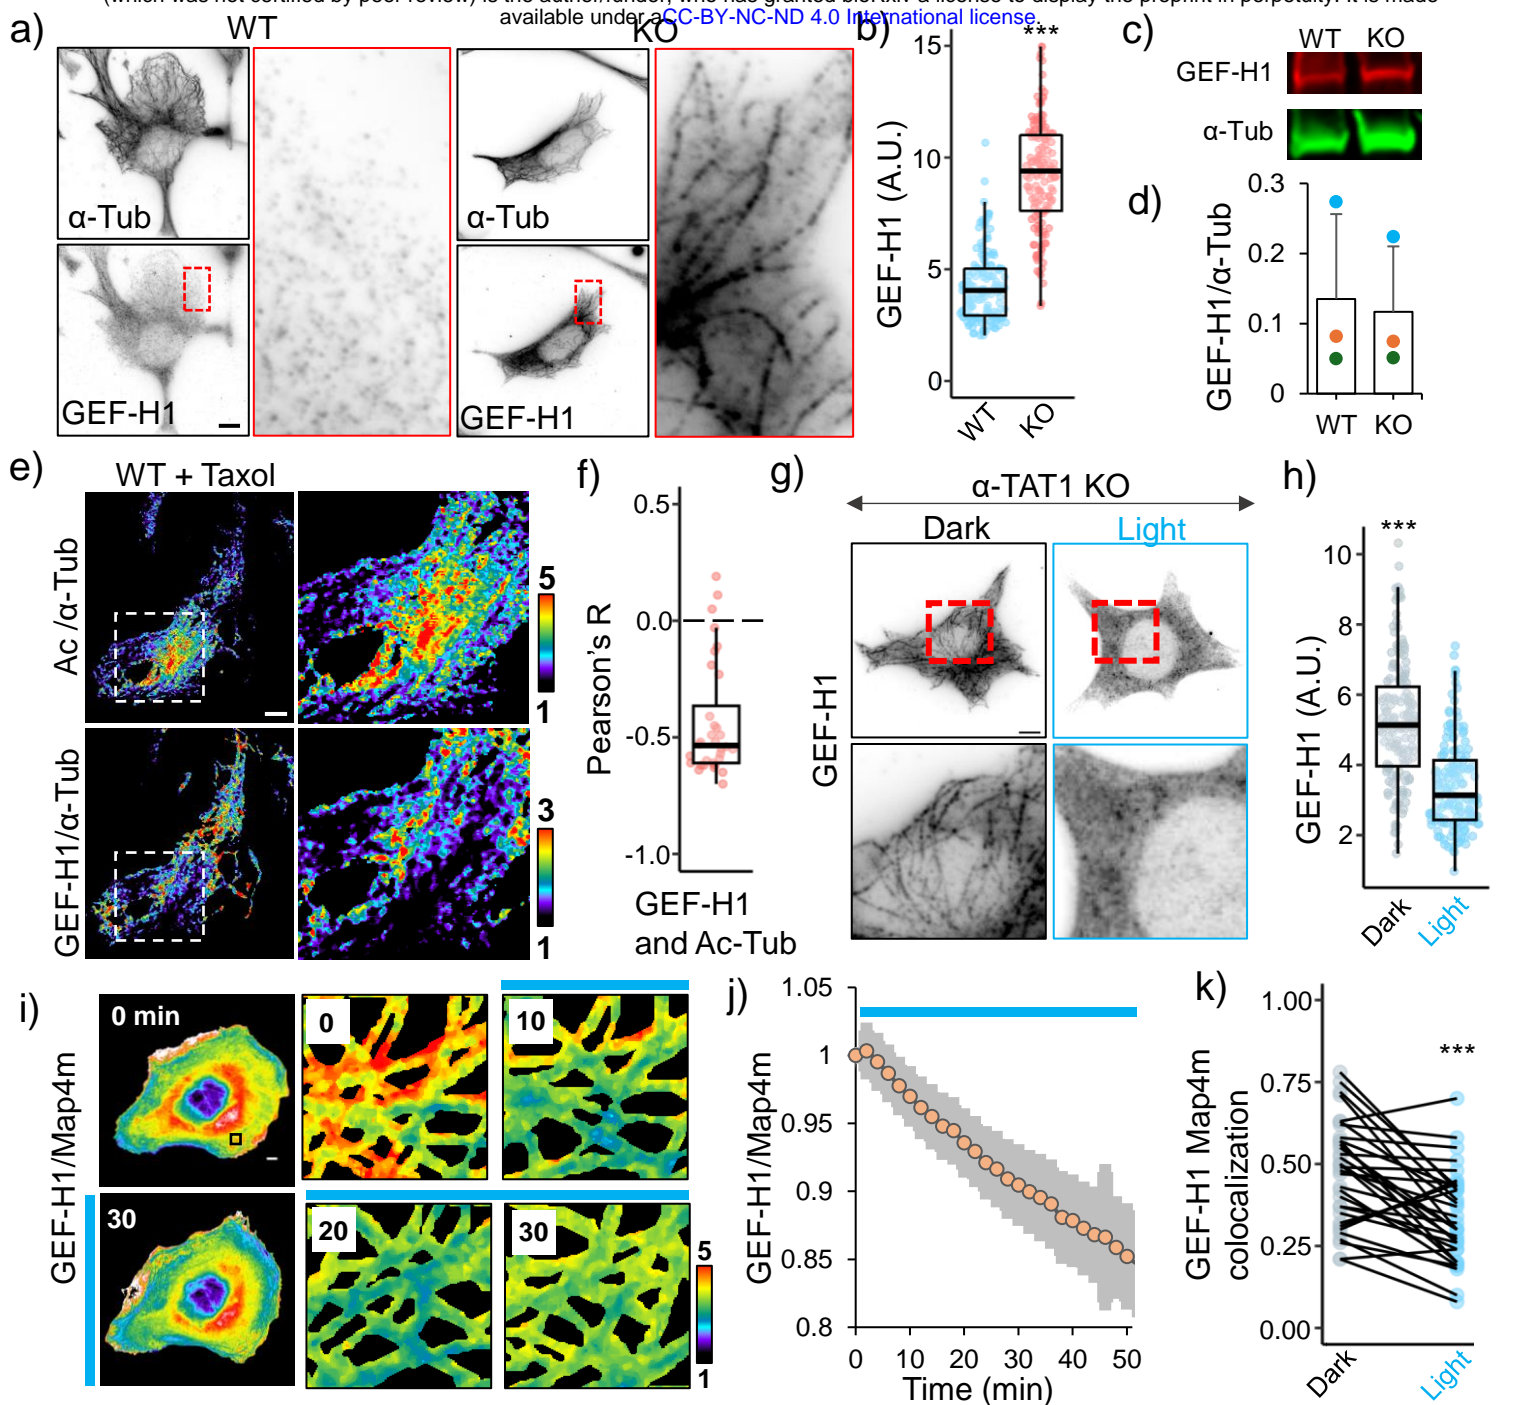 available under aCC-BY-NC-ND 4.0 International license.
a)
WT
KO
α-Tub
GEF-H1
α-Tub
GEF-H1
b)
***
GEF-H1 (A.U.)
15
10
5
0
WT
KO
c)
WT KO
GEF-H1
α-Tub
d)
GEF-H1/α-Tub
0.3
0.2
0.1
0
WT KO
e)
WT + Taxol
Ac /α-Tub
5
1
GEF-H1/α-Tub
3
1
f)
Pearson's R
0.5
0.0
-0.5
-1.0
GEF-H1
and Ac-Tub
g)
α-TAT1 KO
Dark
Light
GEF-H1
h)
***
GEF-H1 (A.U.)
10
8
6
4
2
Dark
Light
i)
GEF-H1/Map4m
0 min
0
10
30
20
30
5
1
j)
GEF-H1/Map4m
1.05
1
0.95
0.9
0.85
0.8
0 10 20 30 40 50
Time (min)
k)
GEF-H1 Map4m
colocalization
***
1.00
0.75
0.50
0.25
0.00
Dark
Light